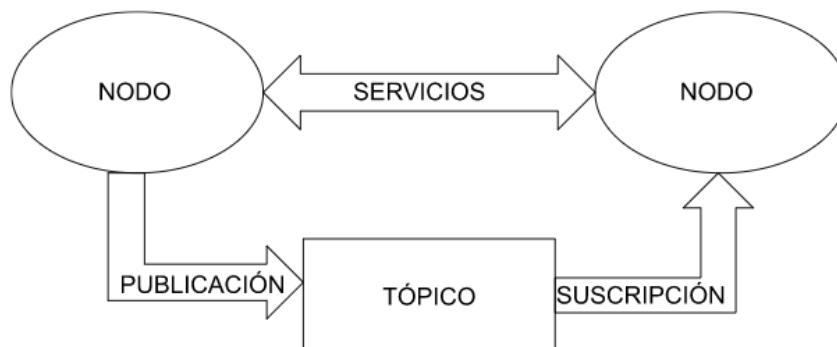 NODO
SERVICIOS
NODO
PUBLICACIÓN
TÓPICO
SUSCRIPCIÓN